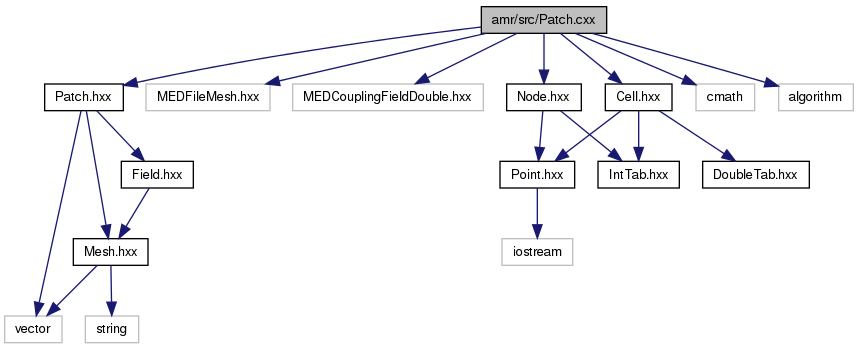 amr/src/Patch.cxx
Patch.hxx
MEDFileMesh.hxx
MEDCouplingFieldDouble.hxx
Node.hxx
Cell.hxx
cmath
algorithm
Field.hxx
Point.hxx
IntTab.hxx
DoubleTab.hxx
Mesh.hxx
iostream
vector
string